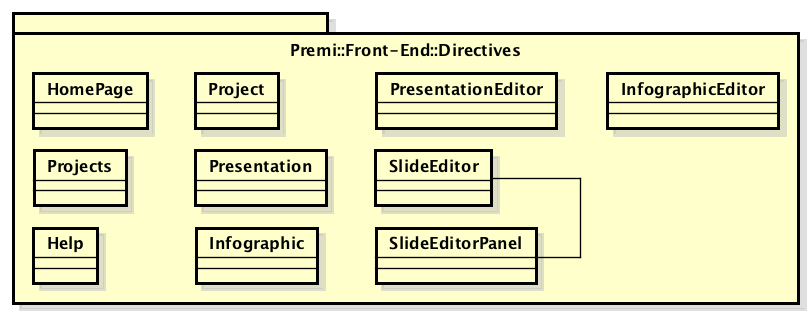 Premi::Front-End::Directives
HomePage
Project
PresentationEditor
InfographicEditor
Projects
Presentation
SlideEditor
Help
Infographic
SlideEditorPanel